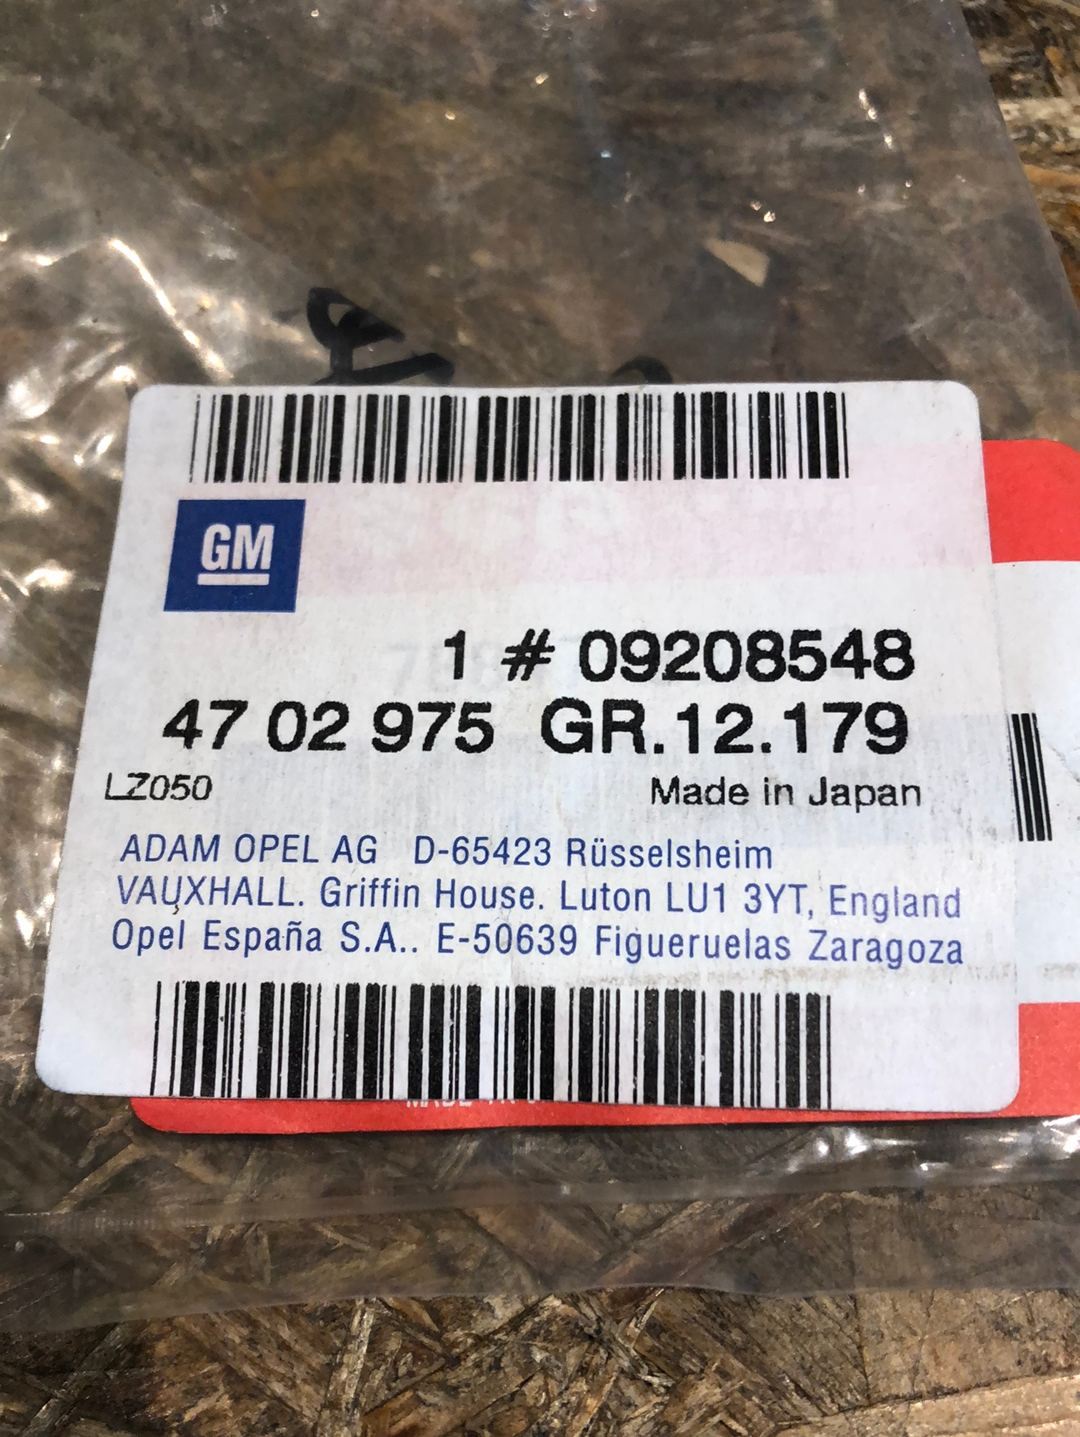 GM
1 # 09208548
47 02 975 GR.12.179
LZ050 Made in Japan
ADAM OPEL AG D-65423 Rüsselsheim
VAUXHALL. Griffin House. Luton LU1 3YT, England
Opel España S.A.. E-50639 Figueruelas Zaragoza